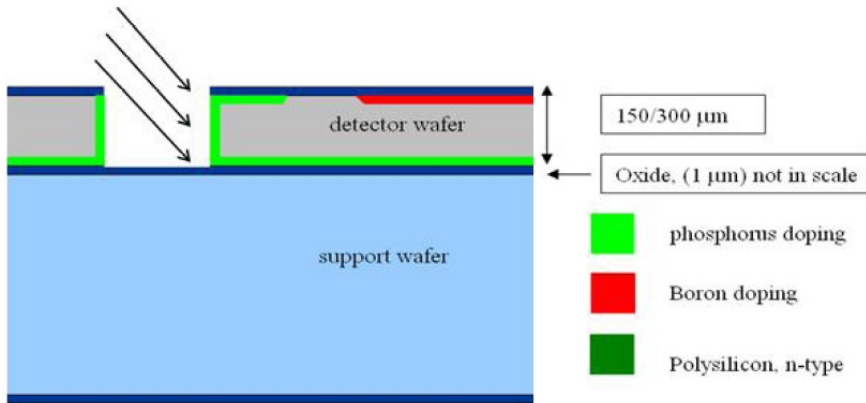 detector wafer
150/300 μm
Oxide, (1 μm) not in scale
phosphorus doping
support wafer
Boron doping
Polysilicon, n-type